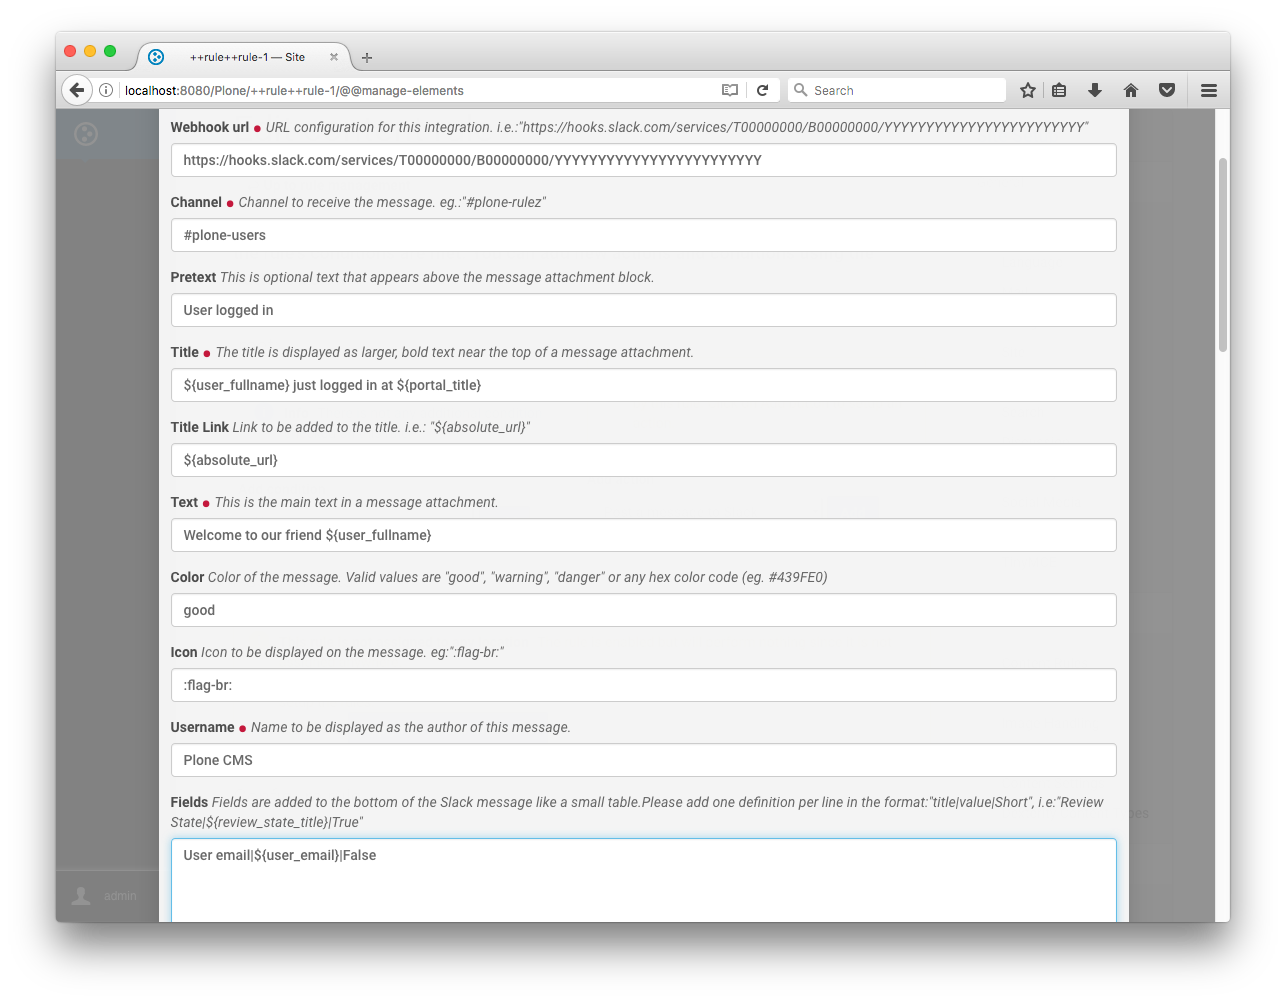 ++rule++rule-1 — Site
localhost:8080/Plone/++rule++rule-1/@@manage-elements
Search
Webhook url ● URL configuration for this integration. i.e.:"https://hooks.slack.com/services/T00000000/B00000000/YYYYYYYYYYYYYYYYYYYYYYYY"
https://hooks.slack.com/services/T00000000/B00000000/YYYYYYYYYYYYYYYYYYYYYYYY
Channel ● Channel to receive the message. eg.:"#plone-rulez"
#plone-users
Pretext This is optional text that appears above the message attachment block.
User logged in
Title ● The title is displayed as larger, bold text near the top of a message attachment.
${user_fullname} just logged in at ${portal_title}
Title Link Link to be added to the title. i.e.: "${absolute_url}"
${absolute_url}
Text ● This is the main text in a message attachment.
Welcome to our friend ${user_fullname}
Color Color of the message. Valid values are "good", "warning", "danger" or any hex color code (eg. #439FE0)
good
Icon Icon to be displayed on the message. eg:":flag-br:"
:flag-br:
Username ● Name to be displayed as the author of this message.
Plone CMS
Fields Fields are added to the bottom of the Slack message like a small table.Please add one definition per line in the format:"title|value|Short", i.e:"Review
State|${review_state_title}|True"
User email|${user_email}|False
admin